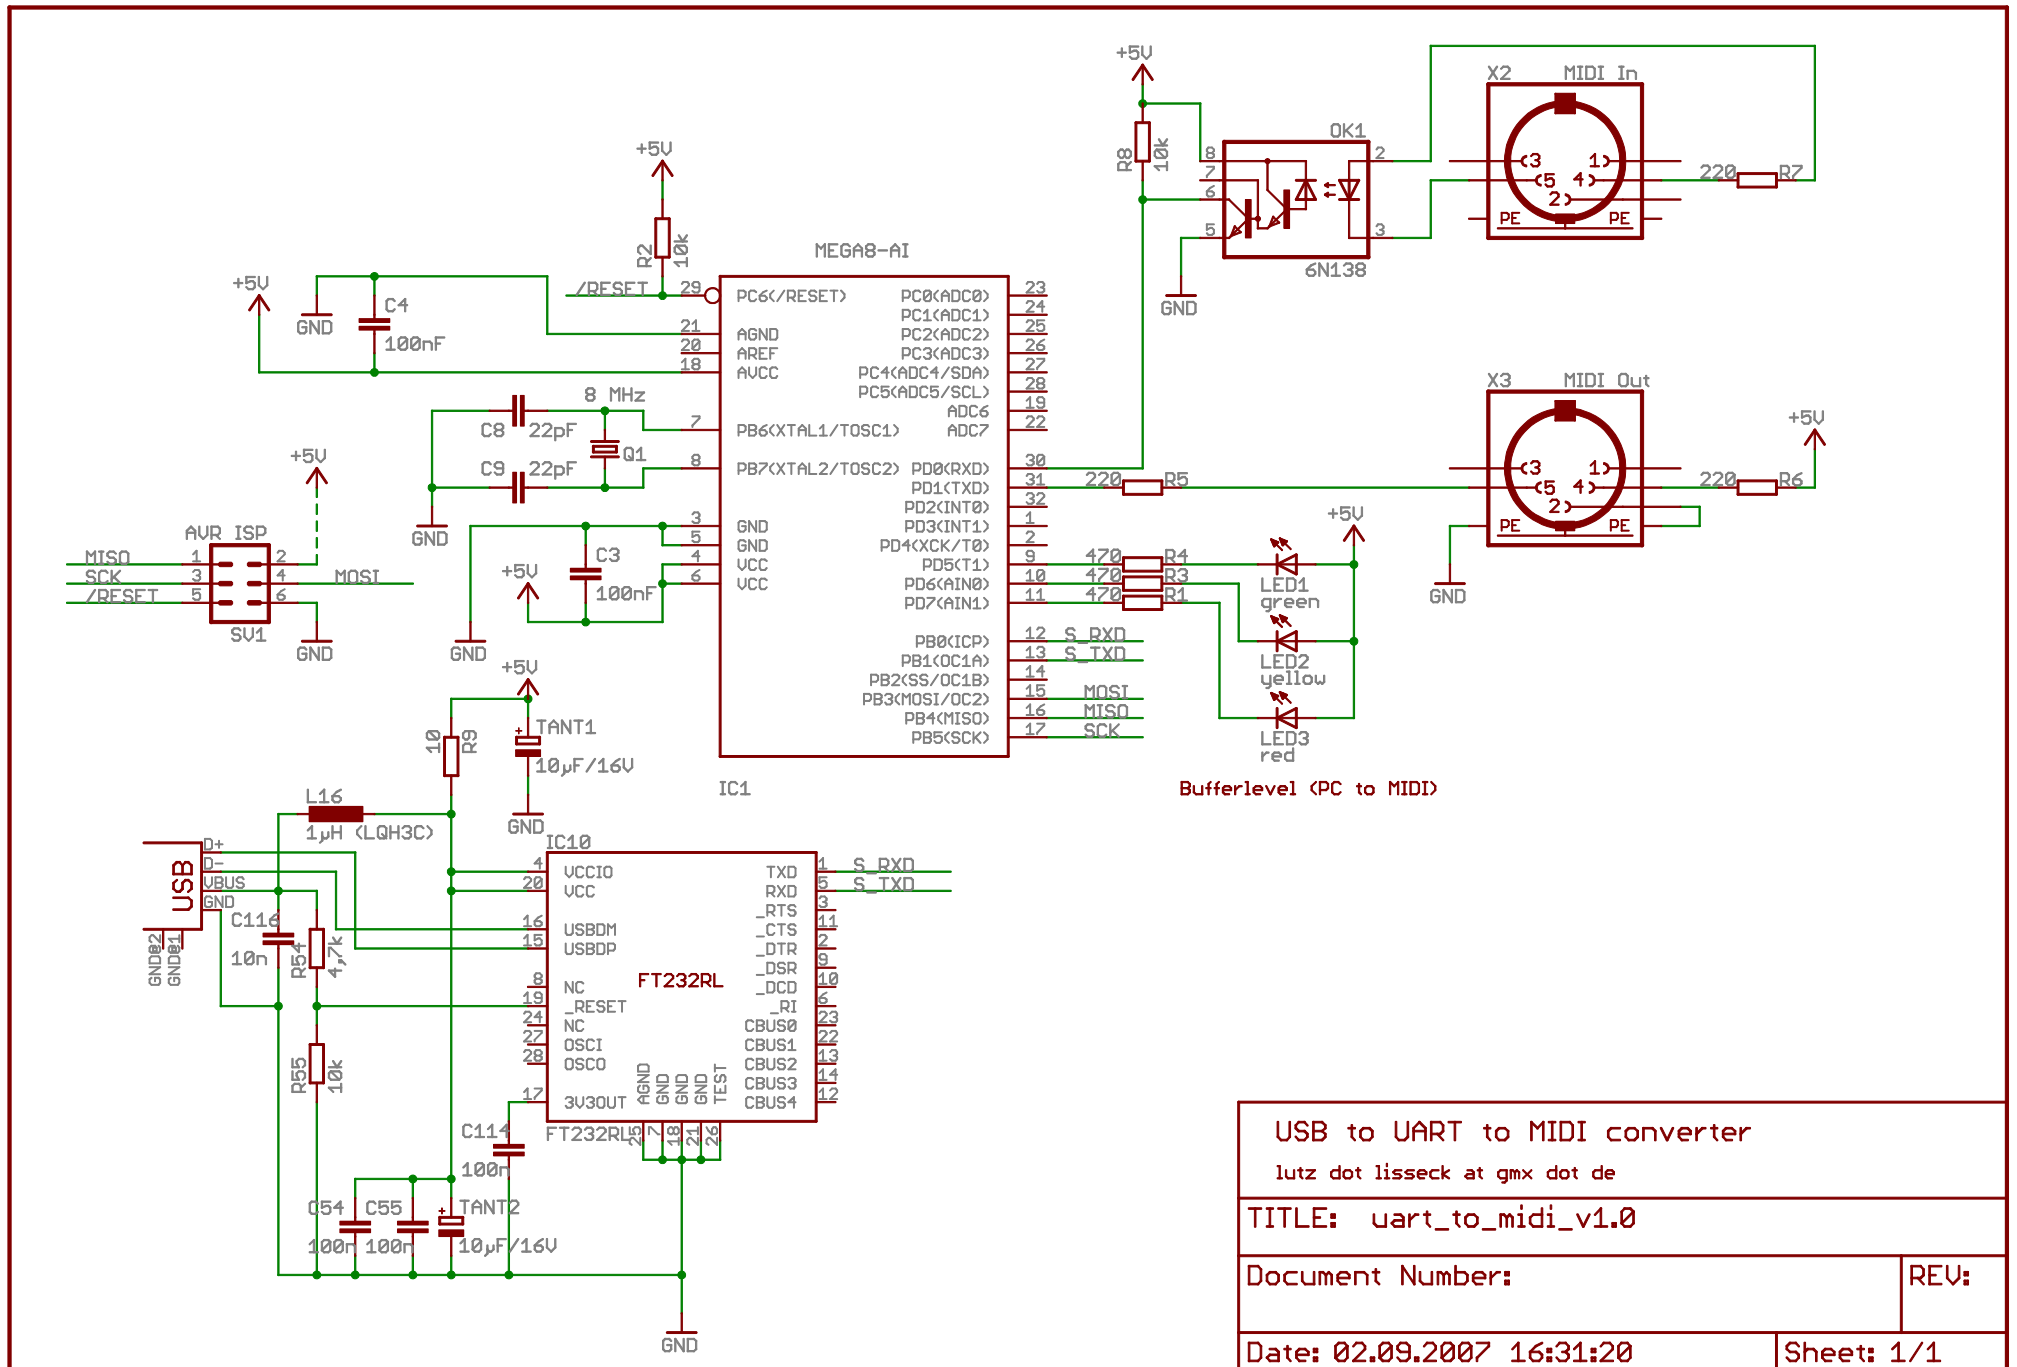 +5V
X2 MIDI In
OK1
R8 10k
8
7
6
5
2
3
3 1
5 4
2
PE PE
220 R7
6N138
GND
+5V
R2 10k
MEGA8-AI
+5V
GND
C4
100nF
/RESET
29 PC6(/RESET)
21 AGND
20 AREF
18 AVCC
7 PB6(XTAL1/TOSC1)
8 PB7(XTAL2/TOSC2)
3 GND
5 GND
4 VCC
6 VCC
PC0(ADC0) 23
PC1(ADC1) 24
PC2(ADC2) 25
PC3(ADC3) 26
PC4(ADC4/SDA) 27
PC5(ADC5/SCL) 28
ADC6 19
ADC7 22
PD0(RXD) 30
PD1(TXD) 31
PD2(INT0) 32
PD3(INT1) 1
PD4(XCK/T0) 2
PD5(T1) 9
PD6(AIN0) 10
PD7(AIN1) 11
PB0(ICP) 12 S_RXD
PB1(OC1A) 13 S_TXD
PB2(SS/OC1B) 14
PB3(MOSI/OC2) 15 MOSI
PB4(MISO) 16 MISO
PB5(SCK) 17 SCK
IC1
8 MHz
C8 22pF
Q1
C9 22pF
GND
C3
100nF
+5V
GND
+5V
AVR ISP
MISO 1 2
SCK 3 4 MOSI
/RESET 5 6
SV1
GND
X3 MIDI Out
+5V
3 1
5 4
2
PE PE
220 R6
GND
220 R5
+5V
470 R4
470 R3
470 R1
LED1
green
LED2
yellow
LED3
red
Bufferlevel (PC to MIDI)
+5V
TANT1
10µF/16V
GND
10 R9
L16
1µH (LQH3C)
USB
D+
D-
VBUS
GND
GND@2
GND@1
C116
10n
R54 4,7k
R55 10k
IC10
4 VCCIO
20 VCC
16 USBDM
15 USBDP
8 NC
19 _RESET
24 NC
27 OSCI
28 OSCO
17 3V3OUT
FT232RL
TXD 1 S_RXD
RXD 5 S_TXD
_RTS 3
_CTS 11
_DTR 2
_DSR 9
_DCD 10
_RI 6
CBUS0 23
CBUS1 22
CBUS2 13
CBUS3 14
CBUS4 12
AGND GND GND GND TEST
25 7 18 21 26
FT232RL
C114
100n
C54 C55 TANT2
100n 100n 10µF/16V
GND
USB to UART to MIDI converter
lutz dot lisseck at gmx dot de
TITLE: uart_to_midi_v1.0
Document Number:
REV:
Date: 02.09.2007 16:31:20
Sheet: 1/1